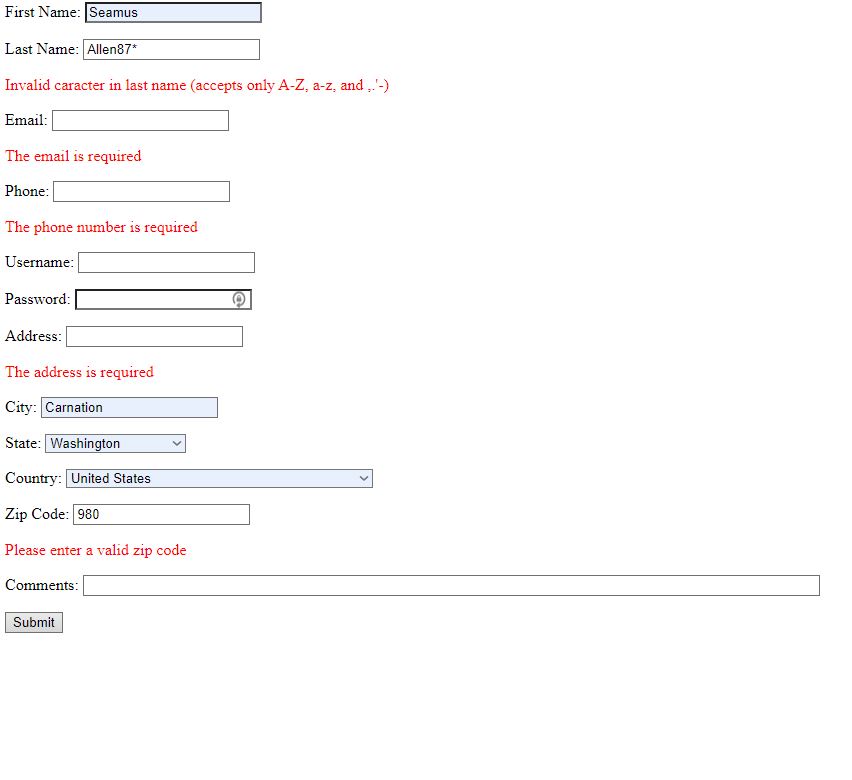 First Name: Seamus
Last Name: Allen87*
Invalid caracter in last name (accepts only A-Z, a-z, and ,.'-)
Email:
The email is required
Phone:
The phone number is required
Username:
Password:
Address:
The address is required
City: Carnation
State: Washington
Country: United States
Zip Code: 980
Please enter a valid zip code
Comments:
Submit